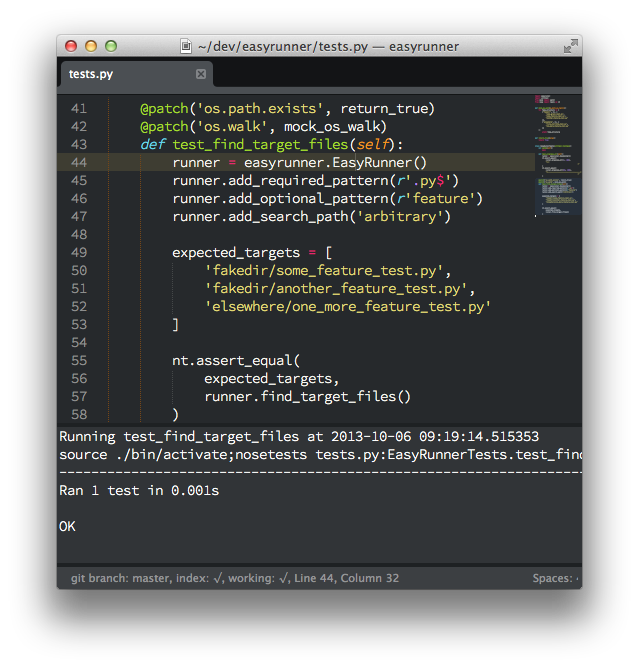 ~/dev/easyrunner/tests.py — easyrunner
tests.py
41 @patch('os.path.exists', return_true)
42 @patch('os.walk', mock_os_walk)
43 def test_find_target_files(self):
44 runner = easyrunner.EasyRunner()
45 runner.add_required_pattern(r'.py$')
46 runner.add_optional_pattern(r'feature')
47 runner.add_search_path('arbitrary')
48
49 expected_targets = [
50 'fakedir/some_feature_test.py',
51 'fakedir/another_feature_test.py',
52 'elsewhere/one_more_feature_test.py'
53 ]
54
55 nt.assert_equal(
56 expected_targets,
57 runner.find_target_files()
58 )
Running test_find_target_files at 2013-10-06 09:19:14.515353
source ./bin/activate;nosetests tests.py:EasyRunnerTests.test_find
----------------------------------------------------------------------
Ran 1 test in 0.001s
OK
git branch: master, index: √, working: √, Line 44, Column 32 Spaces: